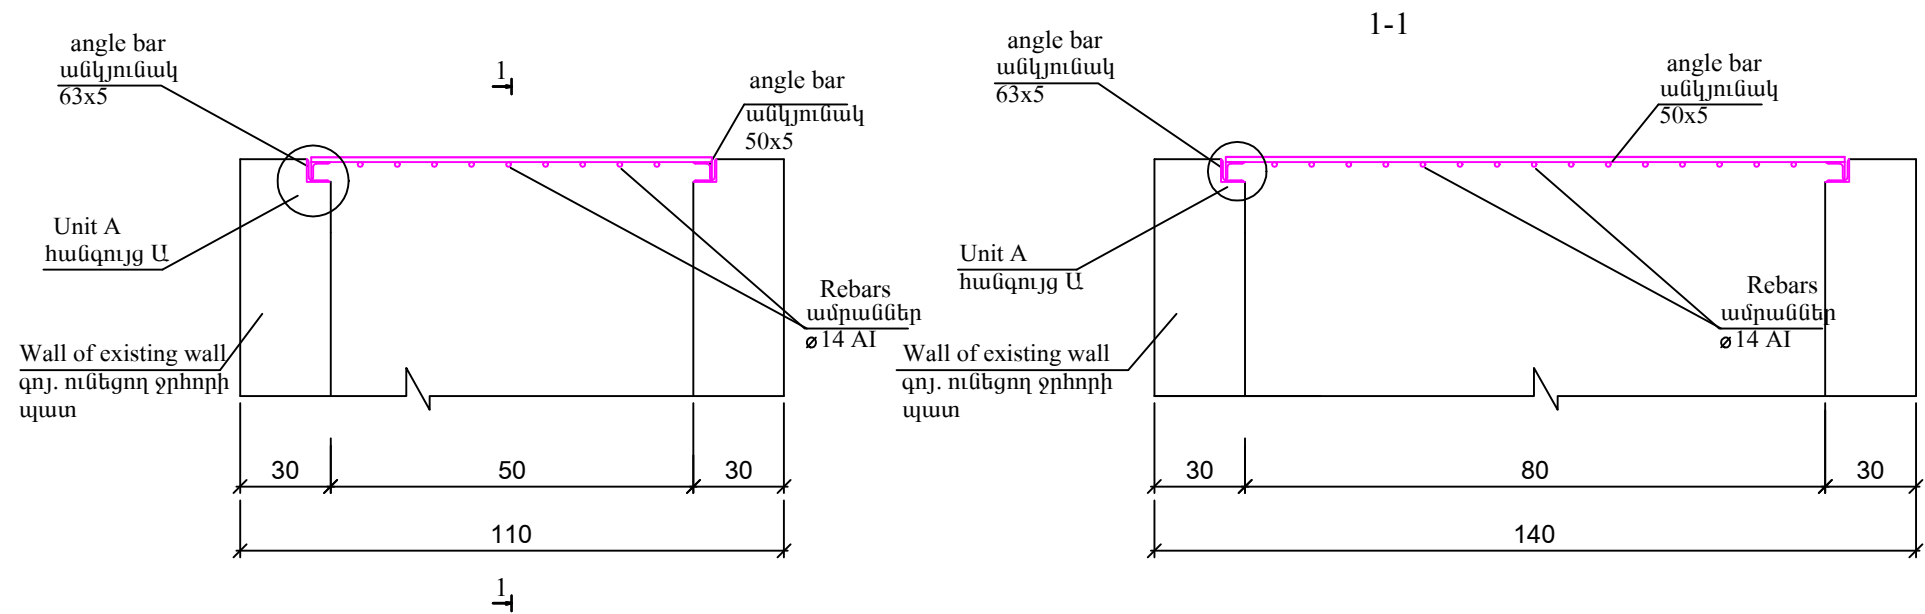 1-1
angle bar
անկյունակ
63x5
1
angle bar
անկյունակ
50x5
Unit A
հանգույց Ա
Rebars
ամրաններ
⌀14 AI
Wall of existing wall
գոյ. ունեցող ջրհորի
պատ
30
50
30
110
1
angle bar
անկյունակ
63x5
angle bar
անկյունակ
50x5
Unit A
հանգույց Ա
Rebars
ամրաններ
⌀14 AI
Wall of existing wall
գոյ. ունեցող ջրհորի
պատ
30
80
30
140